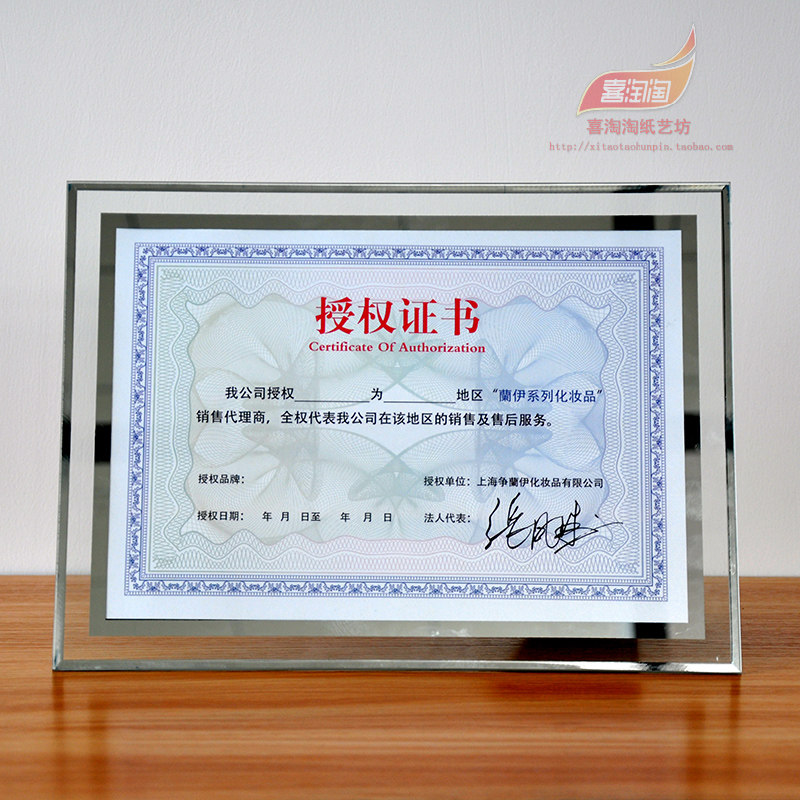 喜淘淘
喜淘淘纸艺坊
http://xitaotaohunpin.taobao.com
授权证书
Certificate Of Authorization
我公司授权__________为__________地区“蘭伊系列化妆品”
销售代理商，全权代表我公司在该地区的销售及售后服务。
授权品牌： 授权单位：上海争蘭伊化妆品有限公司
授权日期： 年 月 日至 年 月 日 法人代表：